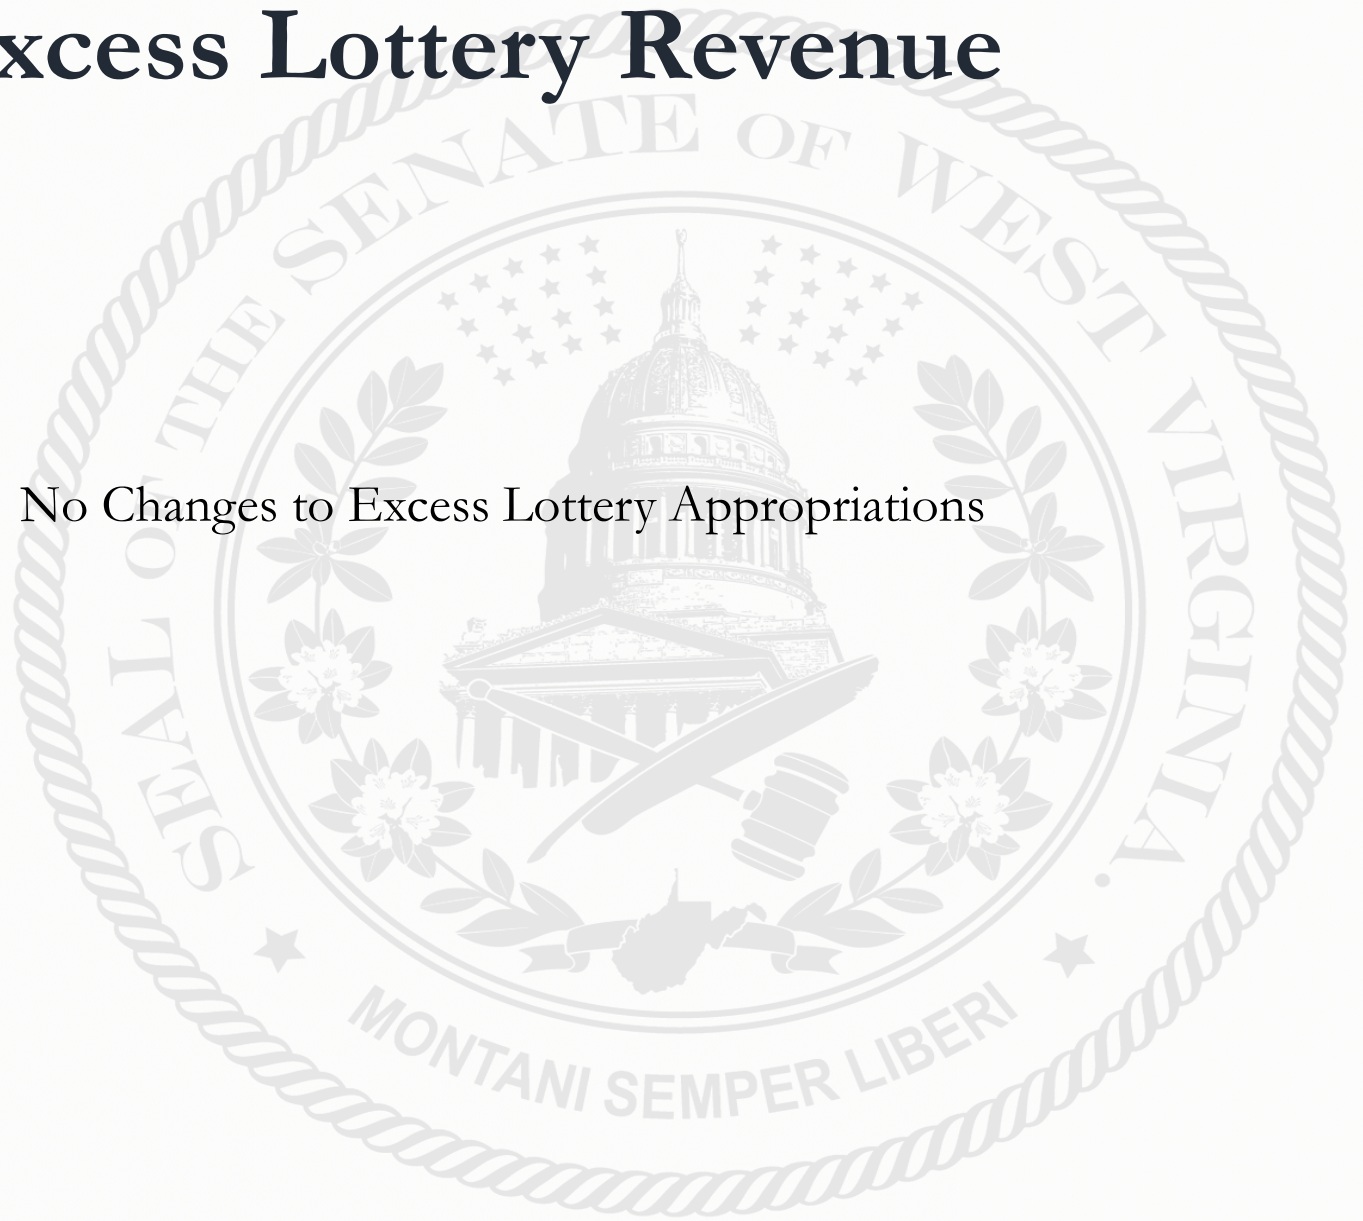 xcess Lottery Revenue
SEAL OF THE SENATE OF WEST VIRGINIA.
No Changes to Excess Lottery Appropriations
MONTANI SEMPER LIBERI